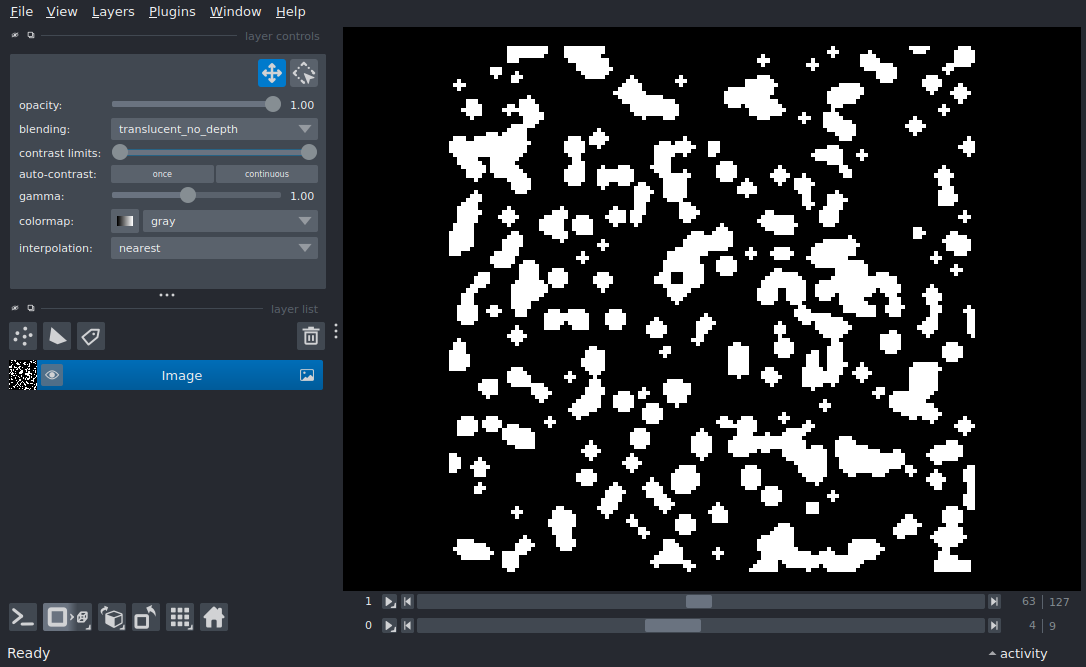 File View Layers Plugins Window Help
layer controls
opacity: 1.00
blending: translucent_no_depth
contrast limits:
auto-contrast: once continuous
gamma: 1.00
colormap: gray
interpolation: nearest
layer list
Image
1 63 127
0 4 9
Ready activity